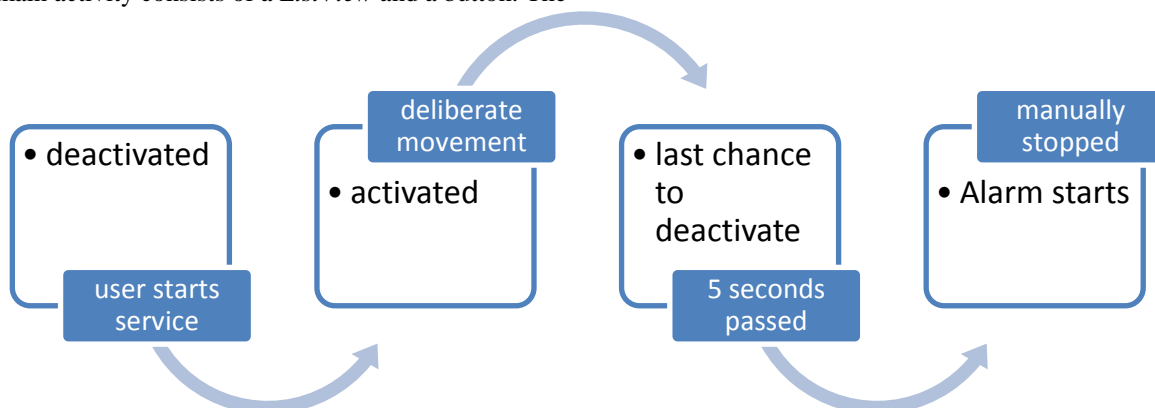 main activity consists of a ListView and a button. The
deliberate
movement
manually
stopped
• deactivated
• activated
• last chance
to
deactivate
• Alarm starts
user starts
service
5 seconds
passed